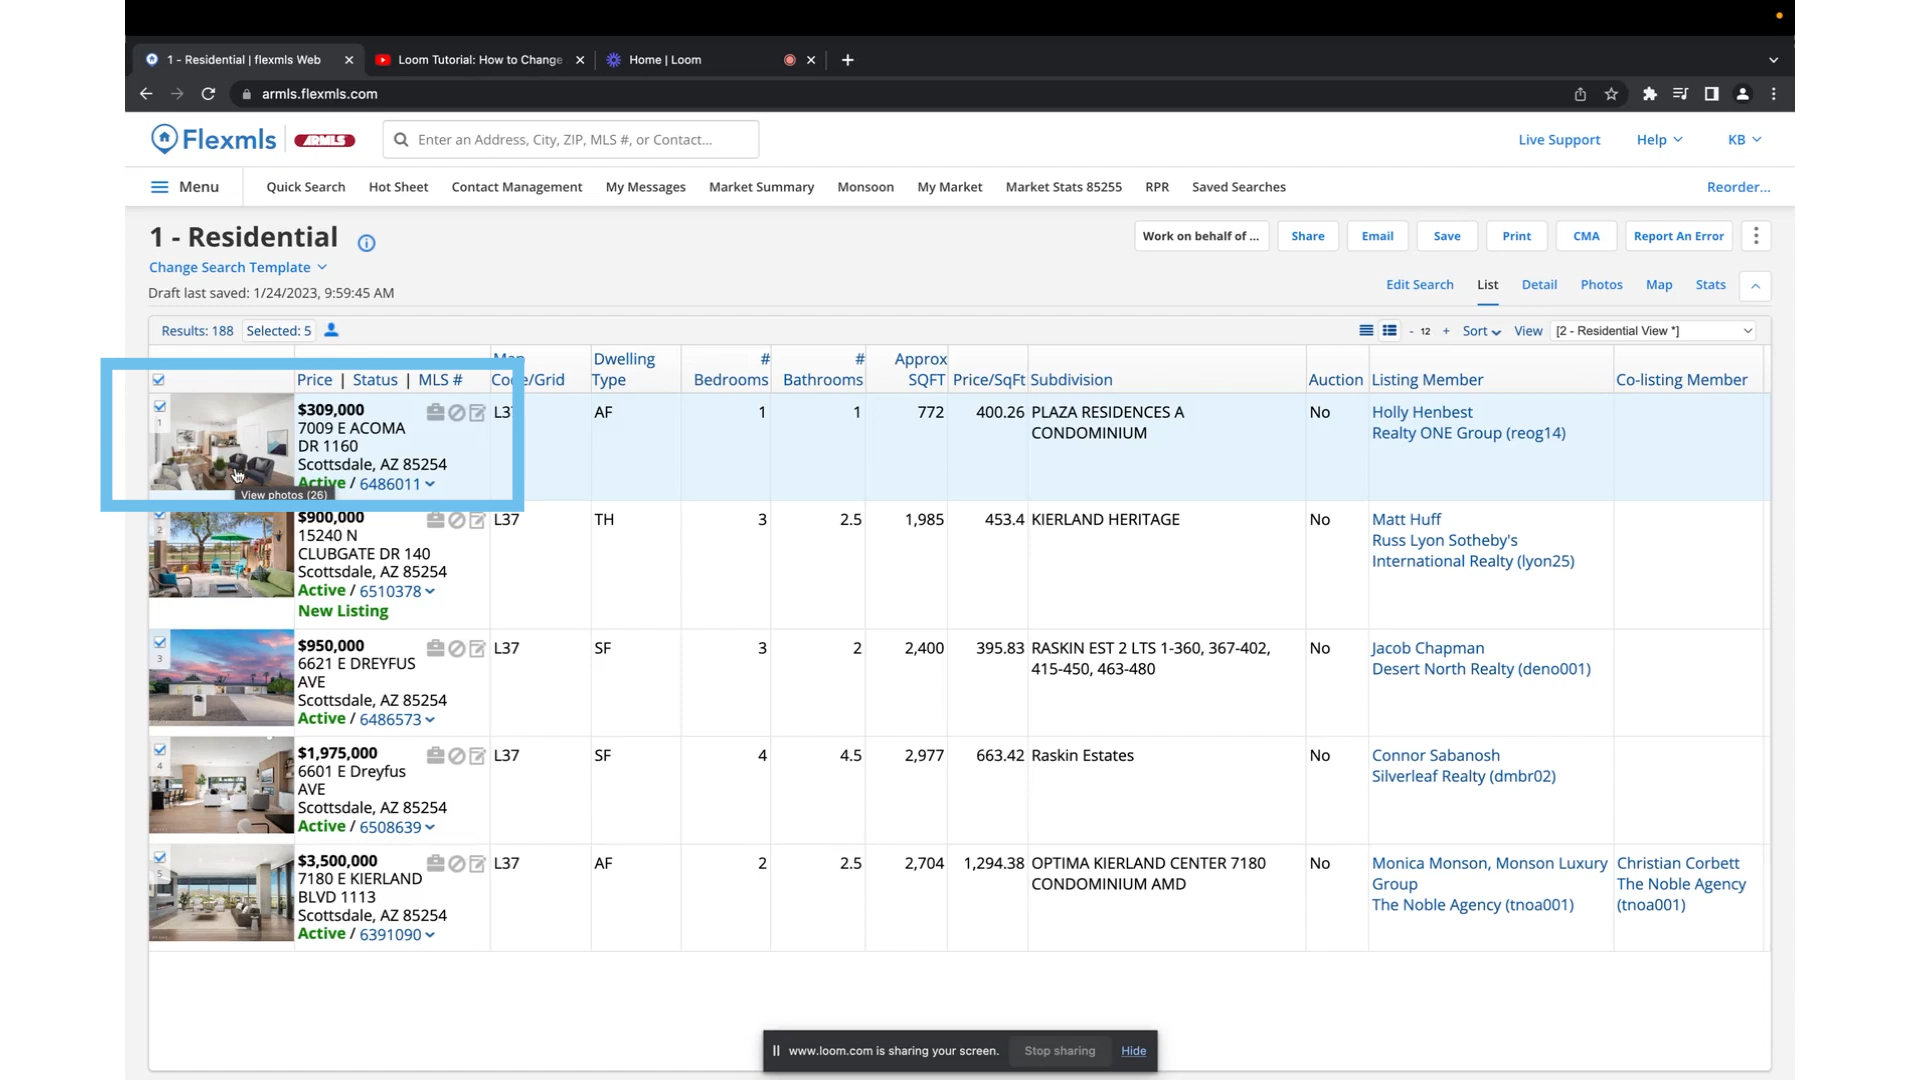 1 - Residential | flexmls Web
Loom Tutorial: How to Change
Home | Loom
armls.flexmls.com
Flexmls
ARMLS
Enter an Address, City, ZIP, MLS #, or Contact...
Live Support
Help
KB
Menu
Quick Search
Hot Sheet
Contact Management
My Messages
Market Summary
Monsoon
My Market
Market Stats 85255
RPR
Saved Searches
Reorder...
1 - Residential
Work on behalf of ...
Share
Email
Save
Print
CMA
Report An Error
Change Search Template
Draft last saved: 1/24/2023, 9:59:45 AM
Edit Search
List
Detail
Photos
Map
Stats
Results: 188
Selected: 5
- 12 +
Sort
View
[2 - Residential View *]
Price | Status | MLS #
Map
Code/Grid
Dwelling
Type
#
Bedrooms
#
Bathrooms
Approx
SQFT
Price/SqFt
Subdivision
Auction
Listing Member
Co-listing Member
1
$309,000
7009 E ACOMA
DR 1160
Scottsdale, AZ 85254
Active / 6486011
View photos (26)
L37
AF
1
1
772
400.26
PLAZA RESIDENCES A
CONDOMINIUM
No
Holly Henbest
Realty ONE Group (reog14)
2
$900,000
15240 N
CLUBGATE DR 140
Scottsdale, AZ 85254
Active / 6510378
New Listing
L37
TH
3
2.5
1,985
453.4
KIERLAND HERITAGE
No
Matt Huff
Russ Lyon Sotheby's
International Realty (lyon25)
3
$950,000
6621 E DREYFUS
AVE
Scottsdale, AZ 85254
Active / 6486573
L37
SF
3
2
2,400
395.83
RASKIN EST 2 LTS 1-360, 367-402,
415-450, 463-480
No
Jacob Chapman
Desert North Realty (deno001)
4
$1,975,000
6601 E Dreyfus
AVE
Scottsdale, AZ 85254
Active / 6508639
L37
SF
4
4.5
2,977
663.42
Raskin Estates
No
Connor Sabanosh
Silverleaf Realty (dmbr02)
5
$3,500,000
7180 E KIERLAND
BLVD 1113
Scottsdale, AZ 85254
Active / 6391090
L37
AF
2
2.5
2,704
1,294.38
OPTIMA KIERLAND CENTER 7180
CONDOMINIUM AMD
No
Monica Monson, Monson Luxury
Group
The Noble Agency (tnoa001)
Christian Corbett
The Noble Agency
(tnoa001)
www.loom.com is sharing your screen.
Stop sharing
Hide